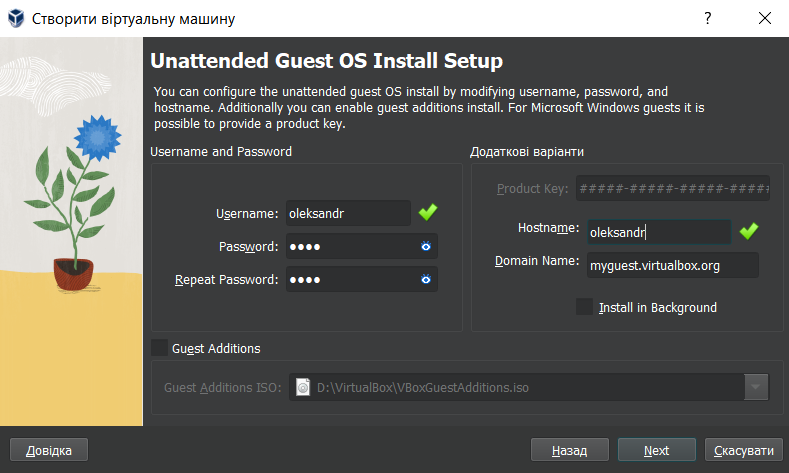 Створити віртуальну машину
?
Unattended Guest OS Install Setup
You can configure the unattended guest OS install by modifying username, password, and
hostname. Additionally you can enable guest additions install. For Microsoft Windows guests it is
possible to provide a product key.
Username and Password
Username: oleksandr
Password: ●●●●
Repeat Password: ●●●●
Додаткові варіанти
Product Key: #####-#####-#####-#####
Hostname: oleksandr
Domain Name: myguest.virtualbox.org
Install in Background
Guest Additions
Guest Additions ISO: D:\VirtualBox\VBoxGuestAdditions.iso
Довідка
Назад
Next
Скасувати